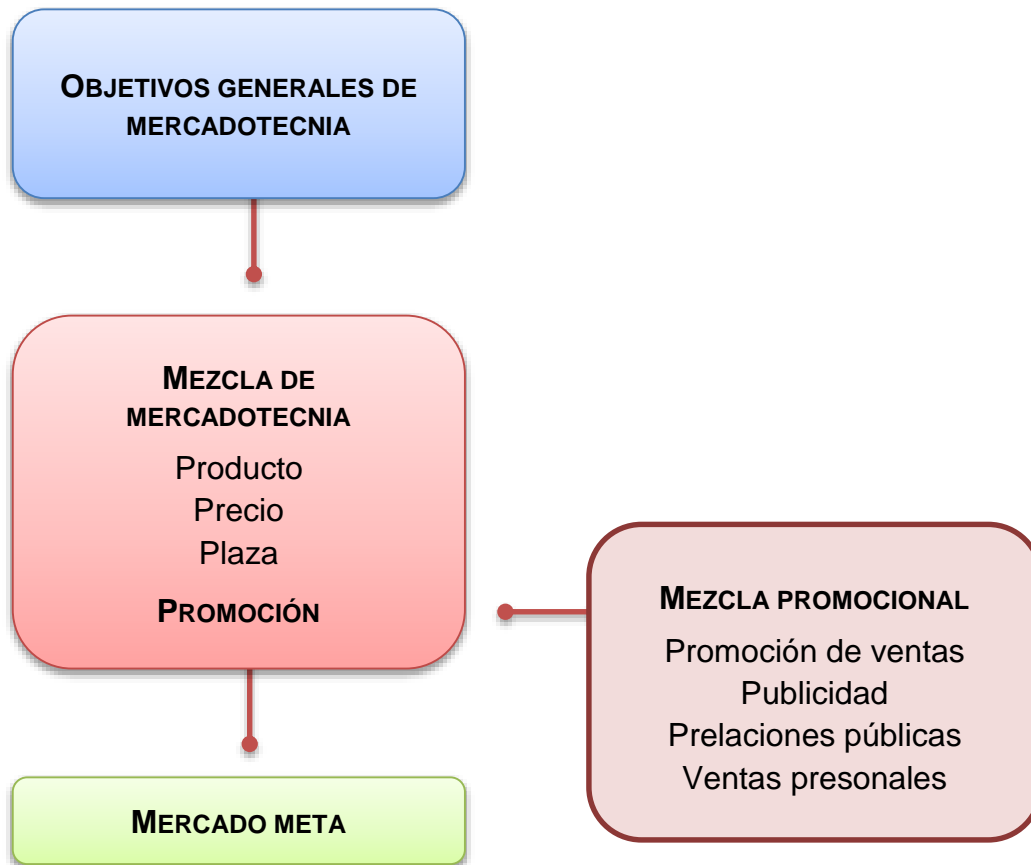 OBJETIVOS GENERALES DE
MERCADOTECNIA
MEZCLA DE
MERCADOTECNIA
Producto
Precio
Plaza
PROMOCIÓN
MEZCLA PROMOCIONAL
Promoción de ventas
Publicidad
Prelaciones públicas
Ventas presonales
MERCADO META